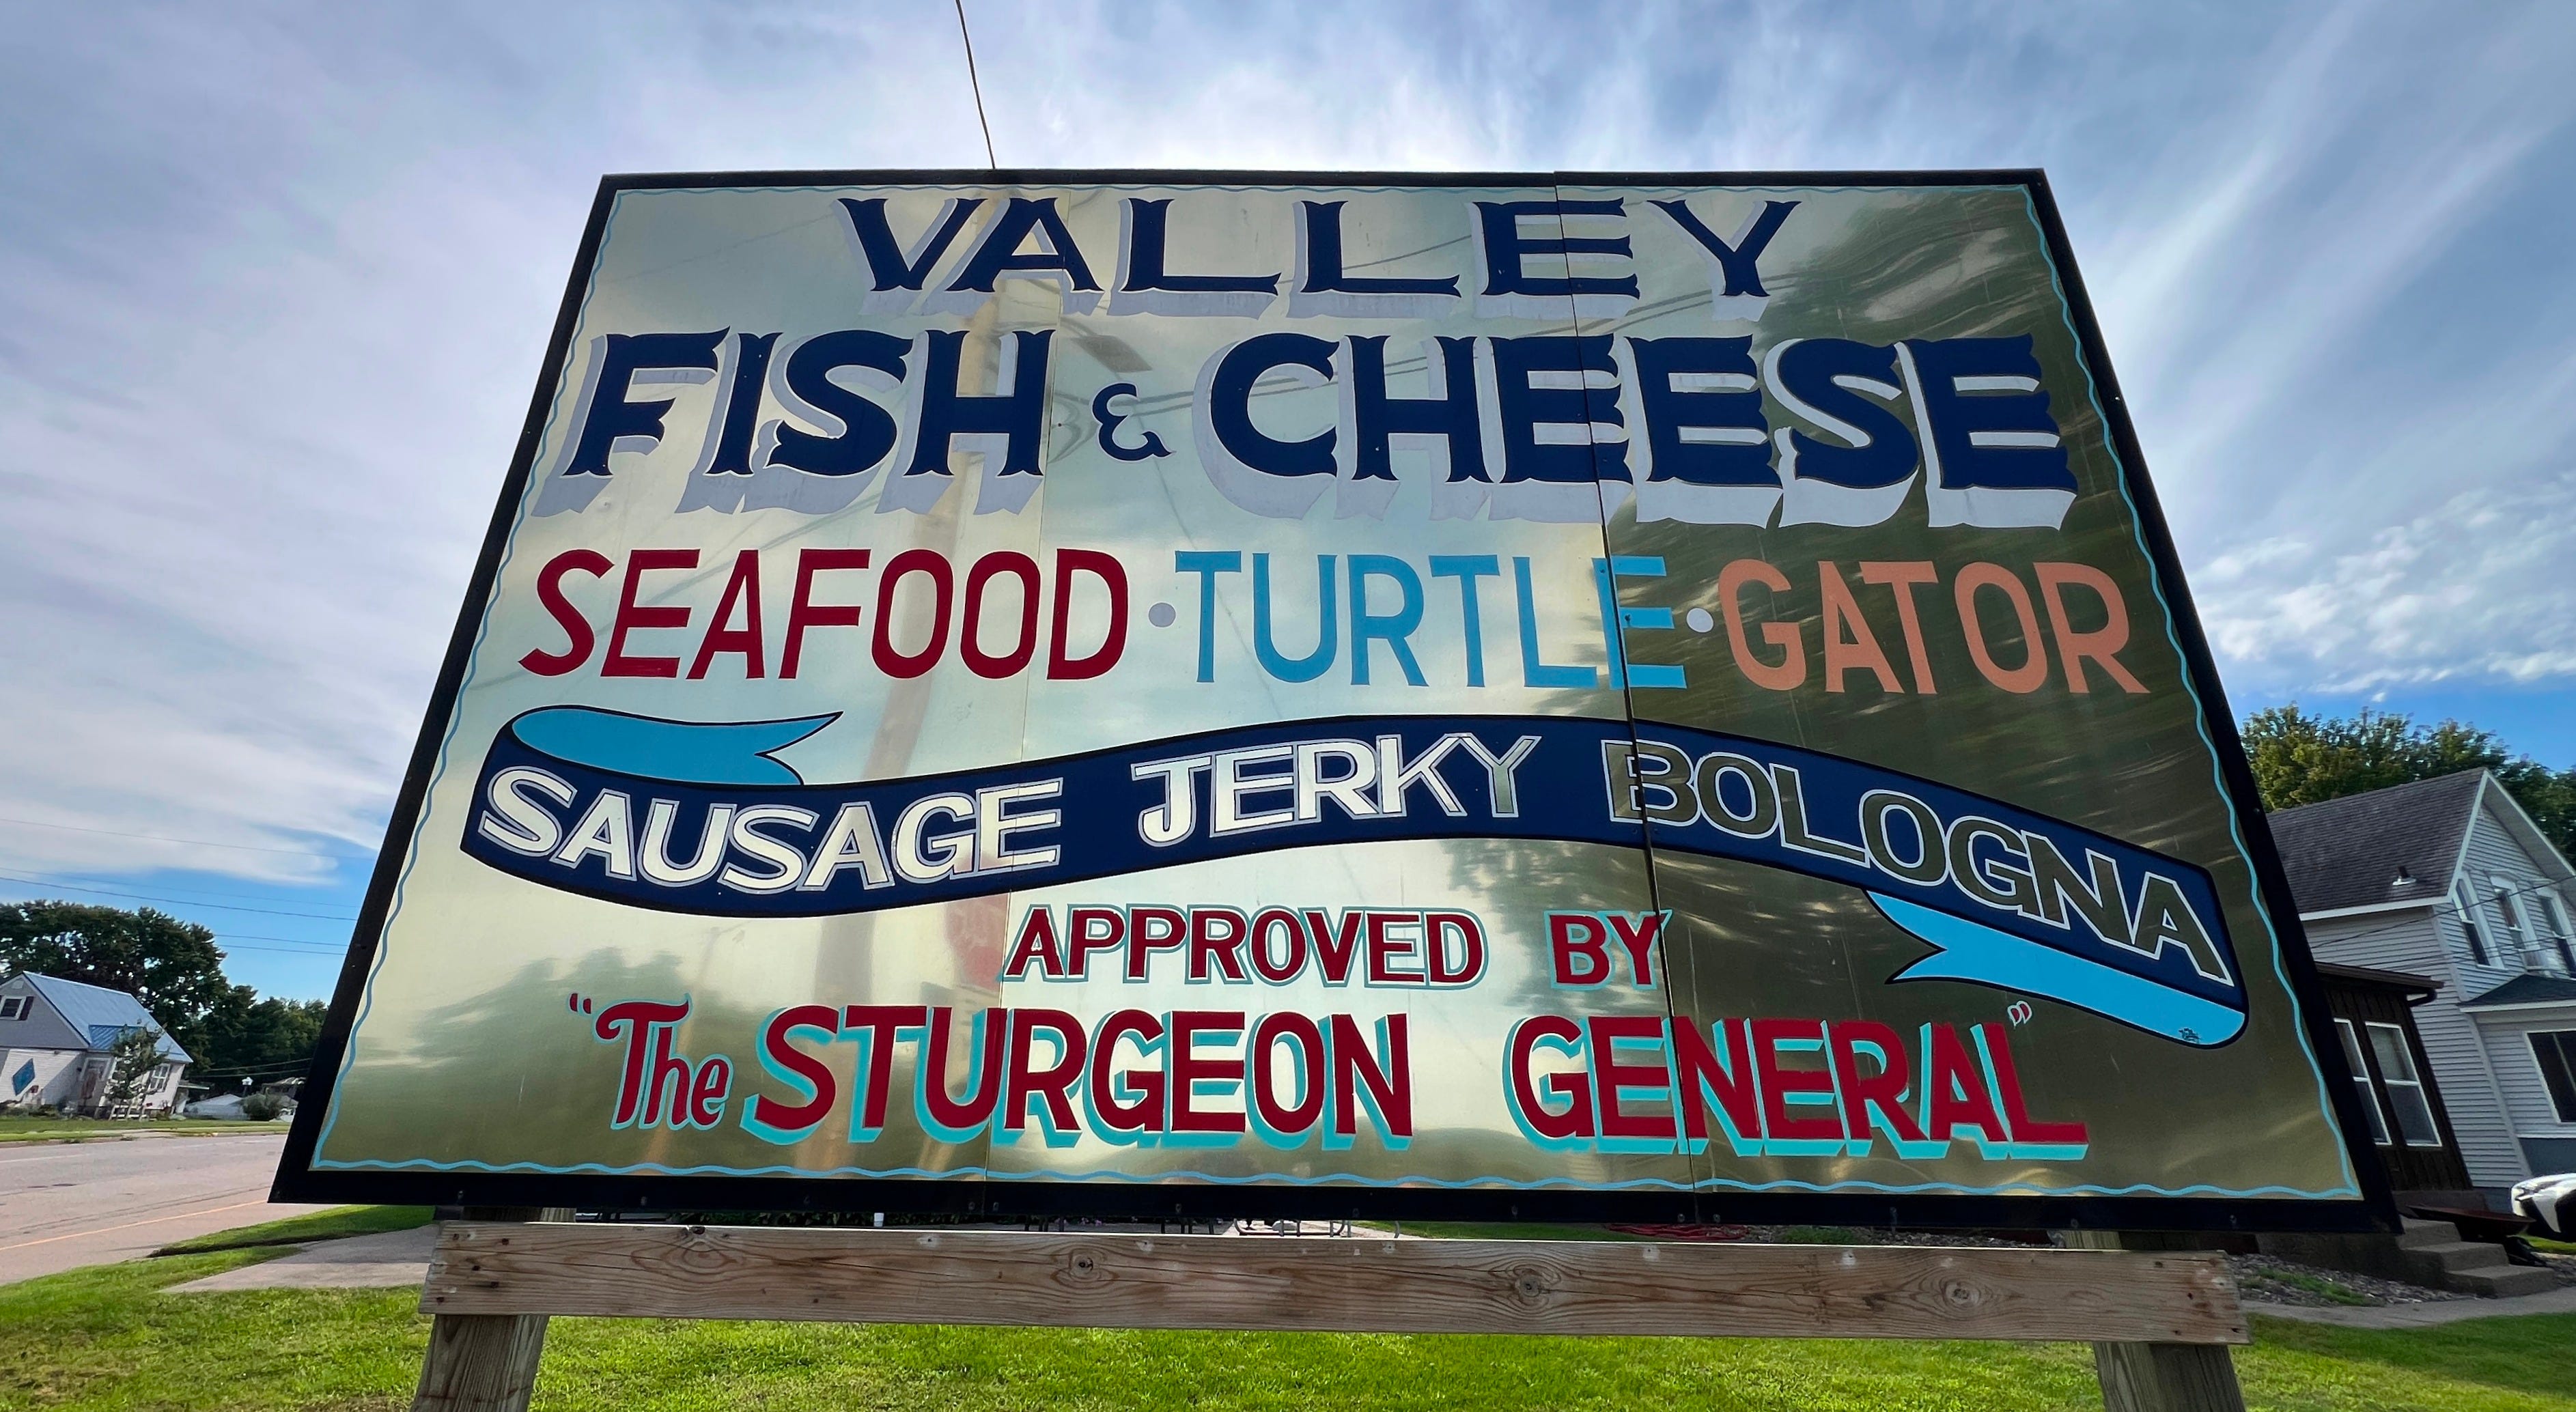 VALLEY
FISH & CHEESE
SEAFOOD • TURTLE • GATOR
SAUSAGE JERKY BOLOGNA
APPROVED BY
"The STURGEON GENERAL"